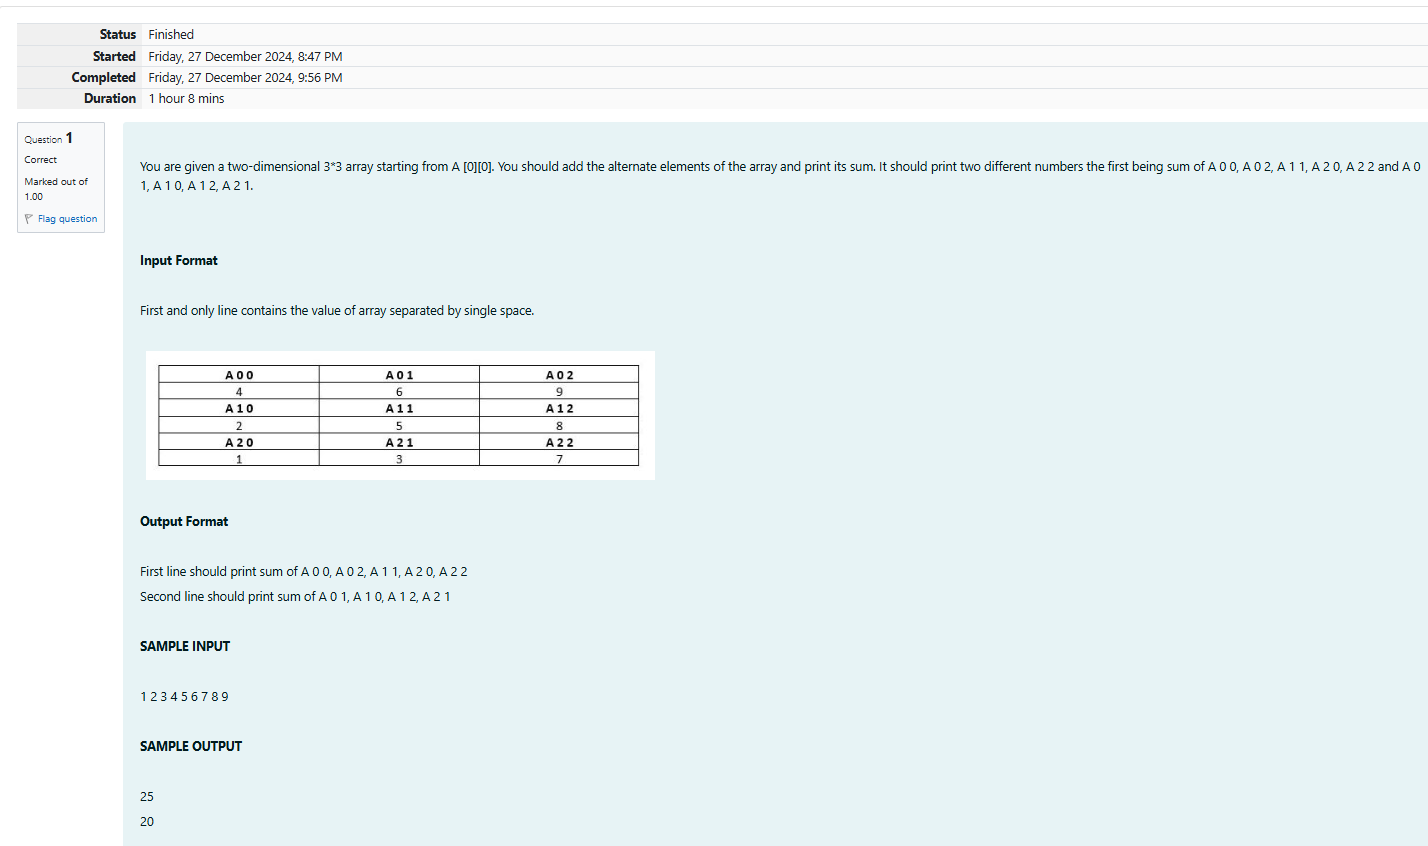 Status Finished
Started Friday, 27 December 2024, 8:47 PM
Completed Friday, 27 December 2024, 9:56 PM
Duration 1 hour 8 mins
Question 1
Correct
Marked out of
1.00
Flag question
You are given a two-dimensional 3*3 array starting from A [0][0]. You should add the alternate elements of the array and print its sum. It should print two different numbers the first being sum of A 0 0, A 0 2, A 1 1, A 2 0, A 2 2 and A 0
1, A 1 0, A 1 2, A 2 1.
Input Format
First and only line contains the value of array separated by single space.
A 0 0 A 0 1 A 0 2
4 6 9
A 1 0 A 1 1 A 1 2
2 5 8
A 2 0 A 2 1 A 2 2
1 3 7
Output Format
First line should print sum of A 0 0, A 0 2, A 1 1, A 2 0, A 2 2
Second line should print sum of A 0 1, A 1 0, A 1 2, A 2 1
SAMPLE INPUT
1 2 3 4 5 6 7 8 9
SAMPLE OUTPUT
25
20